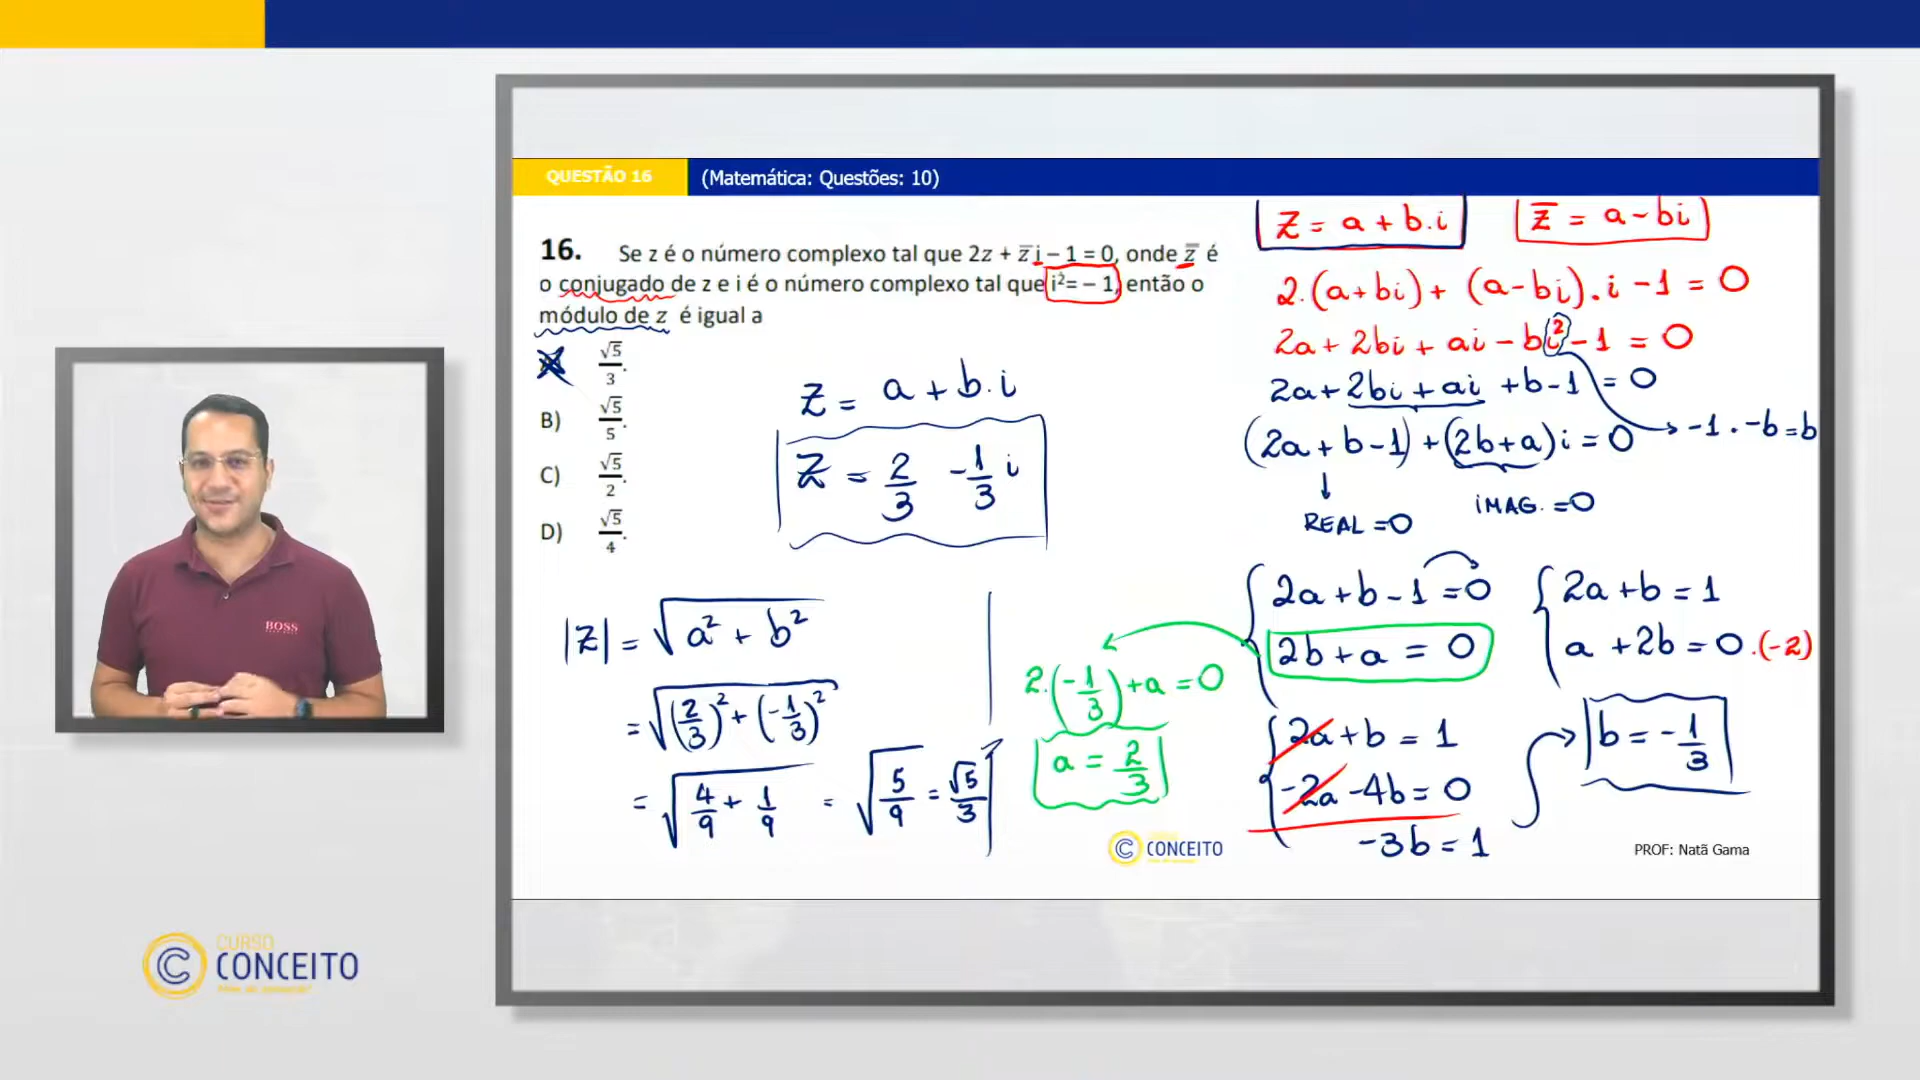 QUESTÃO 16
(Matemática: Questões: 10)
16. Se z é o número complexo tal que 2z + z̅ i – 1 = 0, onde z̅ é
o conjugado de z e i é o número complexo tal que i² = – 1, então o
módulo de z é igual a
√5/3.
B) √5/5.
C) √5/2.
D) √5/4.
z = a + b.i
z = 2/3 -1/3 i
|z| = √(a² + b²)
= √((2/3)² + (-1/3)²)
= √(4/9 + 1/9) = √(5/9) = √5/3
z = a + b.i
z̅ = a - bi
2.(a+bi) + (a-bi).i -1 = 0
2a + 2bi + ai - bi² - 1 = 0
2a + 2bi + ai + b - 1 = 0
-1 . -b = b
(2a + b - 1) + (2b + a)i = 0
REAL = 0
iMAG. = 0
2a + b - 1 = 0
2b + a = 0
2a + b = 1
a + 2b = 0 .(-2)
2.(-1/3) + a = 0
a = 2/3
2a + b = 1
-2a - 4b = 0
-3b = 1
b = -1/3
CONCEITO
PROF: Natã Gama
BOSS
CURSO
CONCEITO